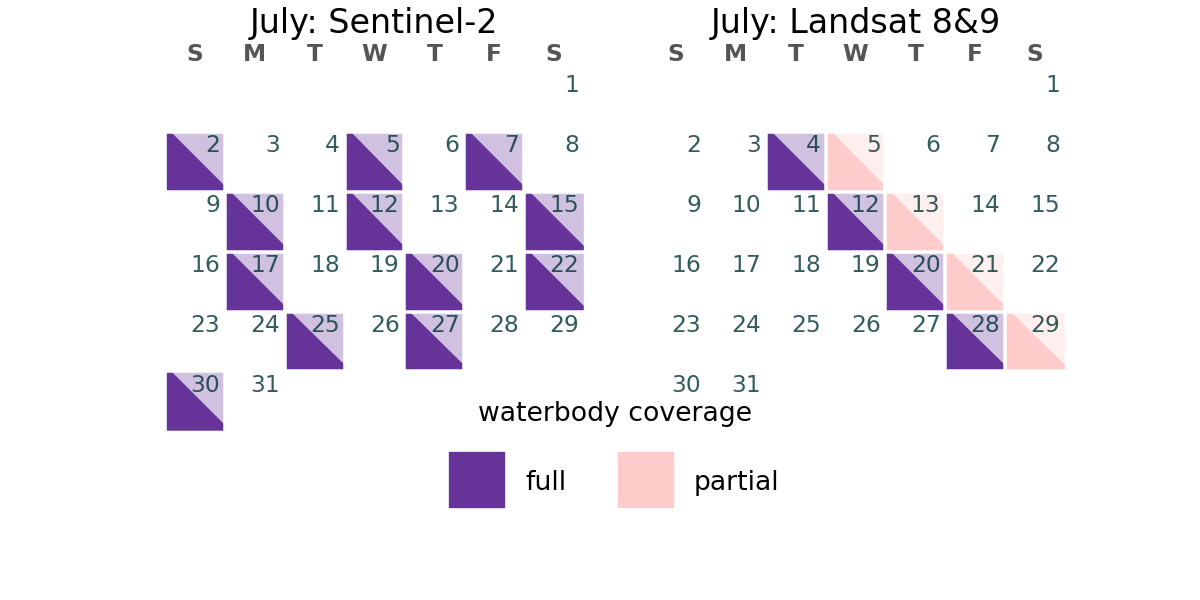 July: Sentinel-2
S M T W T F S
1
2 3 4 5 6 7 8
9 10 11 12 13 14 15
16 17 18 19 20 21 22
23 24 25 26 27 28 29
30 31
July: Landsat 8&9
S M T W T F S
1
2 3 4 5 6 7 8
9 10 11 12 13 14 15
16 17 18 19 20 21 22
23 24 25 26 27 28 29
30 31
waterbody coverage
full partial